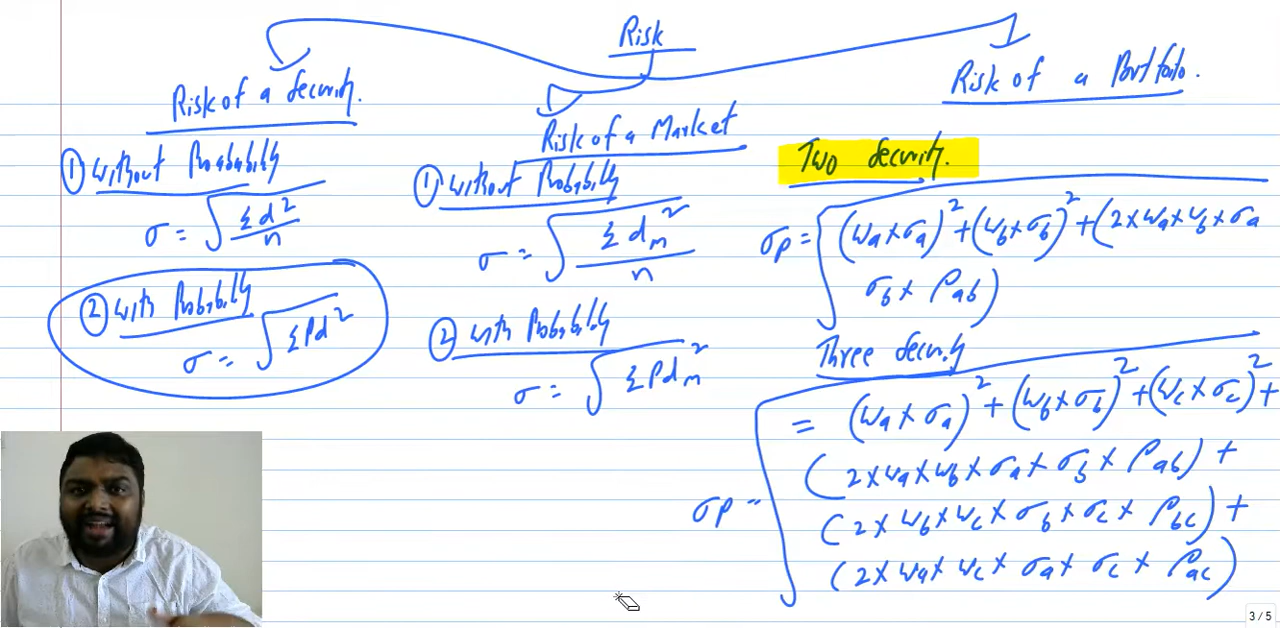 Risk
Risk of a Security.
① Without Probability
σ = √(Σd²/n)
② With Probability
σ = √ΣPd²
Risk of a Market
① Without Probability
σ = √(Σdm²/n)
② With Probability
σ = √ΣPdm²
Risk of a Portfolio.
Two Security.
σp = √(wa×σa)²+(wb×σb)²+(2×wa×wb×σa
σb×ρab)
Three Security
= (wa×σa)²+(wb×σb)²+(wc×σc)²+
(2×wa×wb×σa×σb×ρab)+
σp = √(2×wb×wc×σb×σc×ρbc)+
(2×wa×wc×σa×σc×ρac)
3 / 5